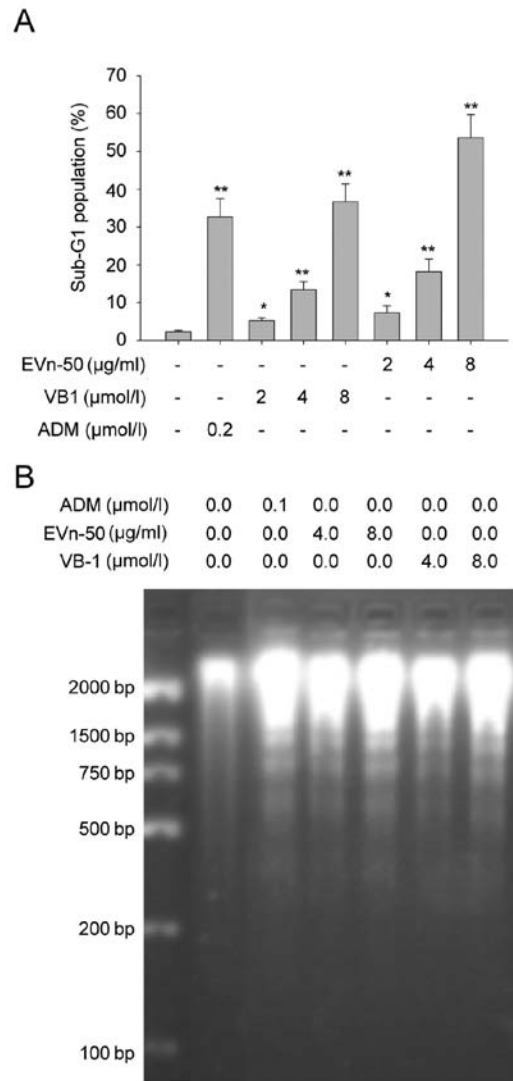 A
70
60
50
40
30
20
10
0
Sub-G1 population (%)
** * ** ** * ** **
EVn-50 (μg/ml) - - - - - 2 4 8
VB1 (μmol/l) - - 2 4 8 - - -
ADM (μmol/l) - 0.2 - - - - - -
B
ADM (μmol/l) 0.0 0.1 0.0 0.0 0.0 0.0
EVn-50 (μg/ml) 0.0 0.0 4.0 8.0 0.0 0.0
VB-1 (μmol/l) 0.0 0.0 0.0 0.0 4.0 8.0
2000 bp
1500 bp
750 bp
500 bp
200 bp
100 bp